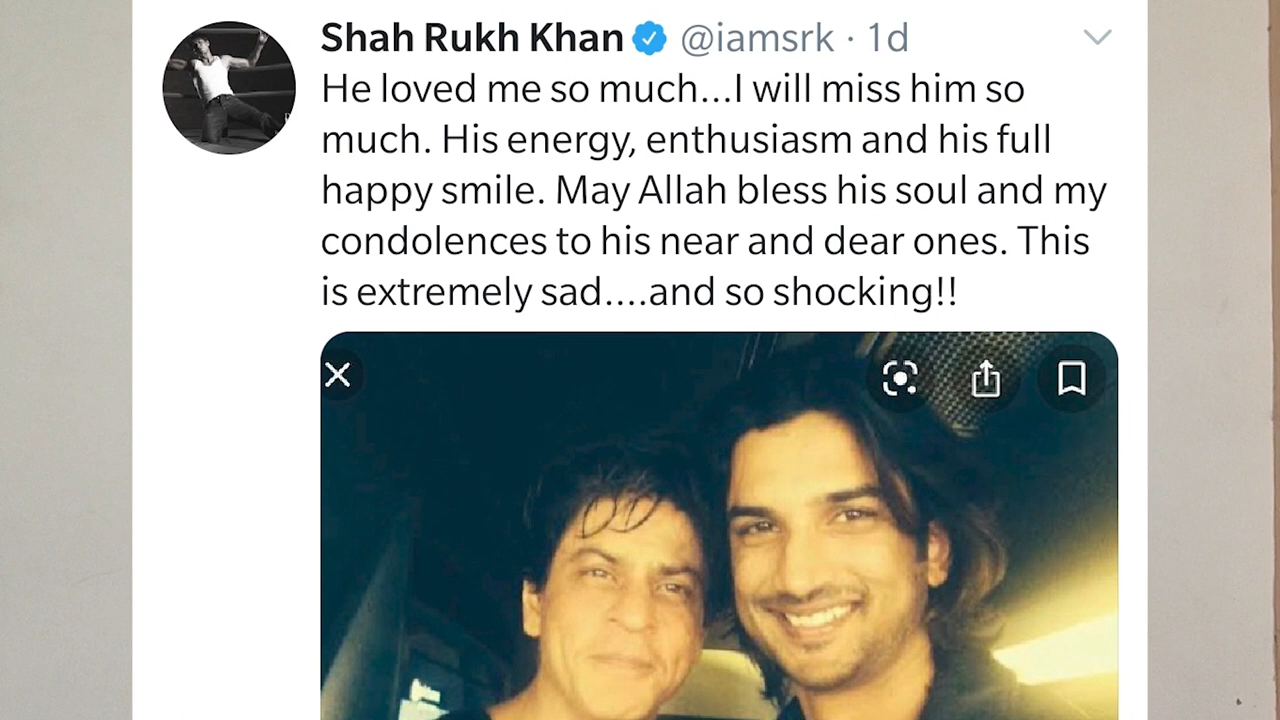 Shah Rukh Khan @iamsrk · 1d
He loved me so much...I will miss him so
much. His energy, enthusiasm and his full
happy smile. May Allah bless his soul and my
condolences to his near and dear ones. This
is extremely sad....and so shocking!!